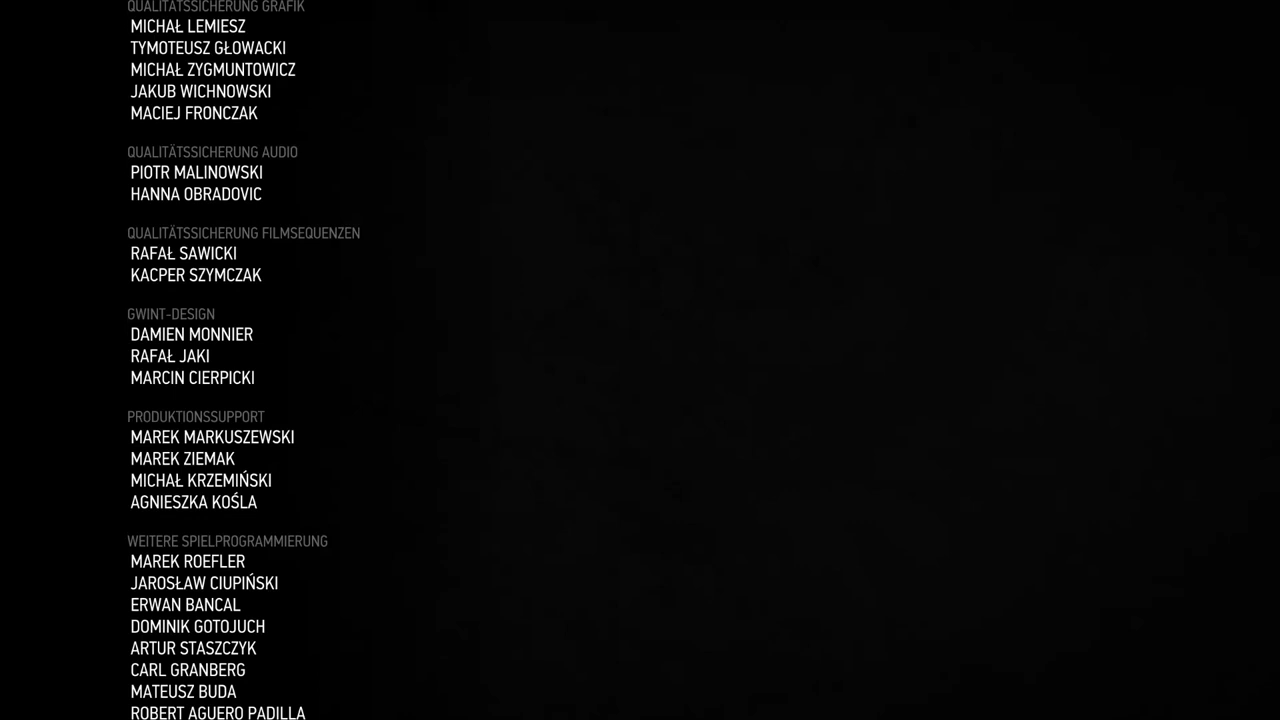 QUALITÄTSSICHERUNG GRAFIK
MICHAŁ LEMIESZ
TYMOTEUSZ GŁOWACKI
MICHAŁ ZYGMUNTOWICZ
JAKUB WICHNOWSKI
MACIEJ FRONCZAK
QUALITÄTSSICHERUNG AUDIO
PIOTR MALINOWSKI
HANNA OBRADOVIC
QUALITÄTSSICHERUNG FILMSEQUENZEN
RAFAŁ SAWICKI
KACPER SZYMCZAK
GWINT-DESIGN
DAMIEN MONNIER
RAFAŁ JAKI
MARCIN CIERPICKI
PRODUKTIONSSUPPORT
MAREK MARKUSZEWSKI
MAREK ZIEMAK
MICHAŁ KRZEMIŃSKI
AGNIESZKA KOŚLA
WEITERE SPIELPROGRAMMIERUNG
MAREK ROEFLER
JAROSŁAW CIUPIŃSKI
ERWAN BANCAL
DOMINIK GOTOJUCH
ARTUR STASZCZYK
CARL GRANBERG
MATEUSZ BUDA
ROBERT AGUERO PADILLA